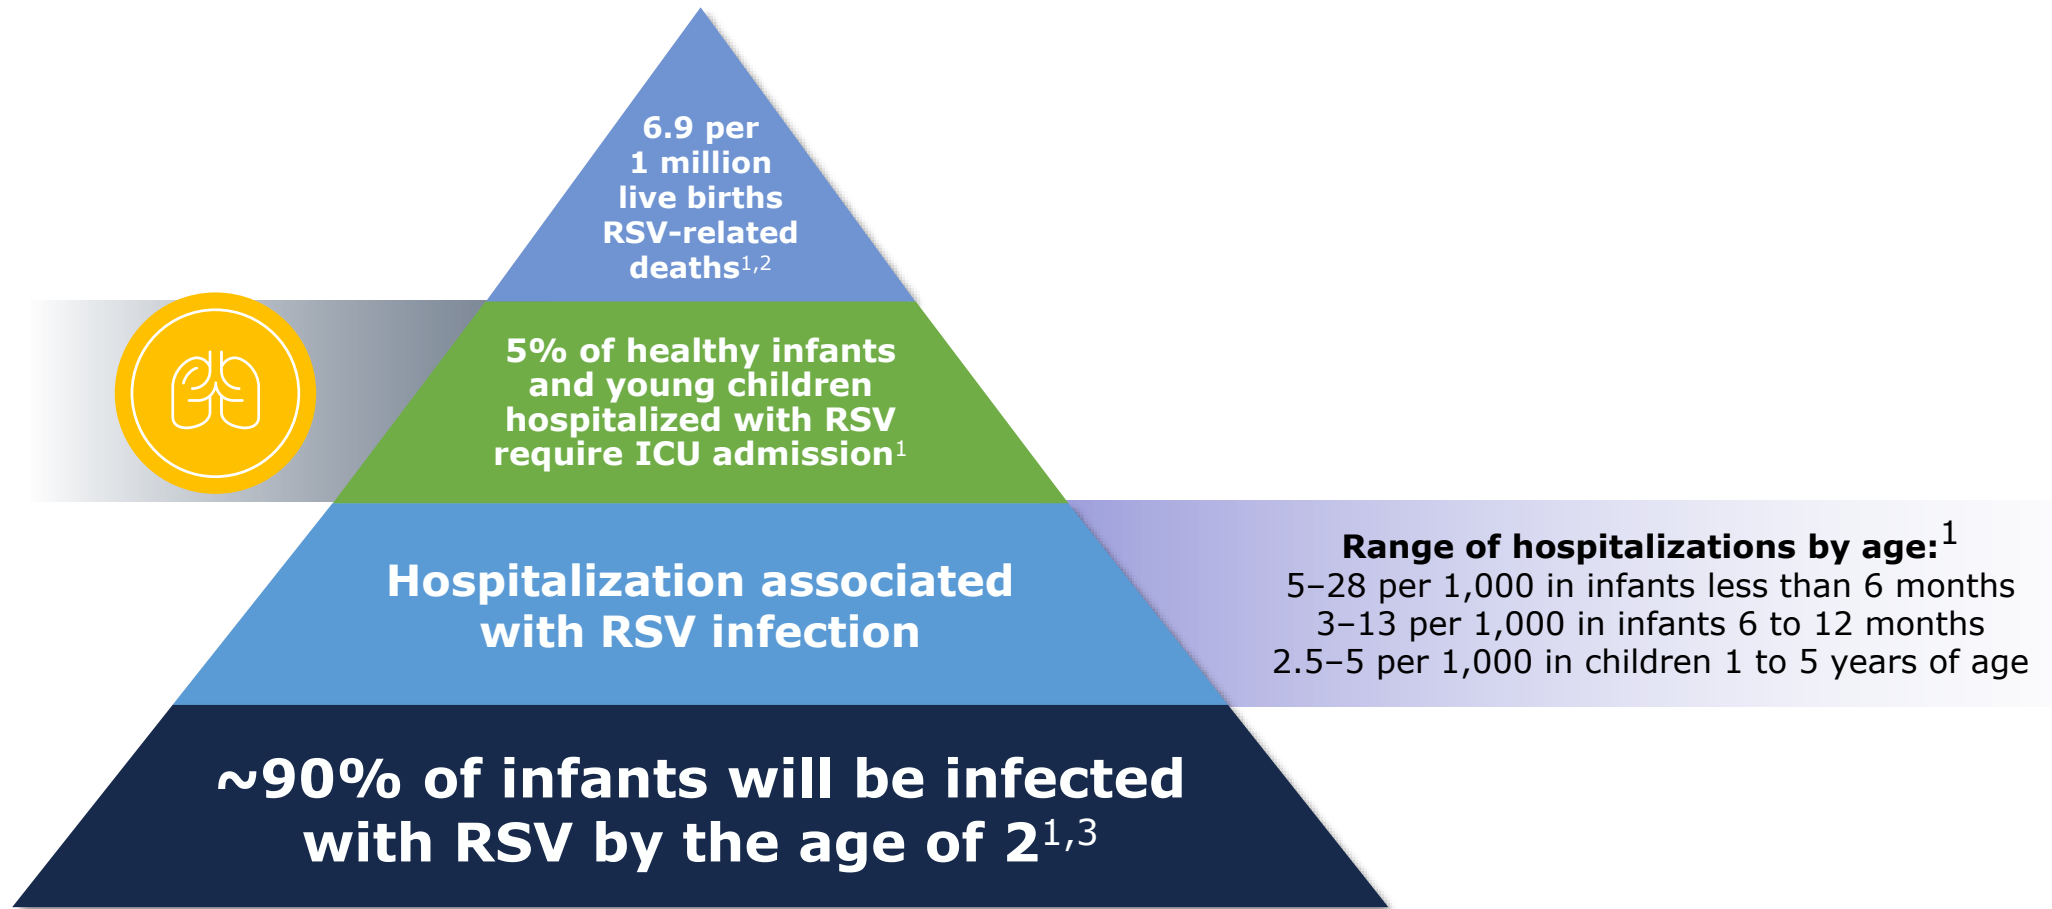 6.9 per
1 million
live births
RSV-related
deaths1,2
5% of healthy infants
and young children
hospitalized with RSV
require ICU admission1
Hospitalization associated
with RSV infection
Range of hospitalizations by age:1
5–28 per 1,000 in infants less than 6 months
3–13 per 1,000 in infants 6 to 12 months
2.5–5 per 1,000 in children 1 to 5 years of age
~90% of infants will be infected
with RSV by the age of 21,3